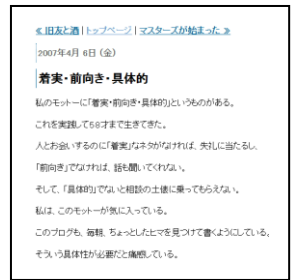 ≪ 旧友と酒 | トップページ | マスターズが始まった ≫
2007年4月 6日 (金)
着実・前向き・具体的
私のモットーに「着実・前向き・具体的」というものがある。
これを実践して58才まで生きてきた。
人とお会いするのに「着実」なネタがなければ、失礼に当たるし、
「前向き」でなければ、話も聞いてくれない。
そして、「具体的」でないと相談の土俵に乗ってもらえない。
私は、このモットーが気に入っている。
このブログも、毎朝、ちょっとしたヒマを見つけて書くようにしている。
そういう具体性が必要だと痛感している。